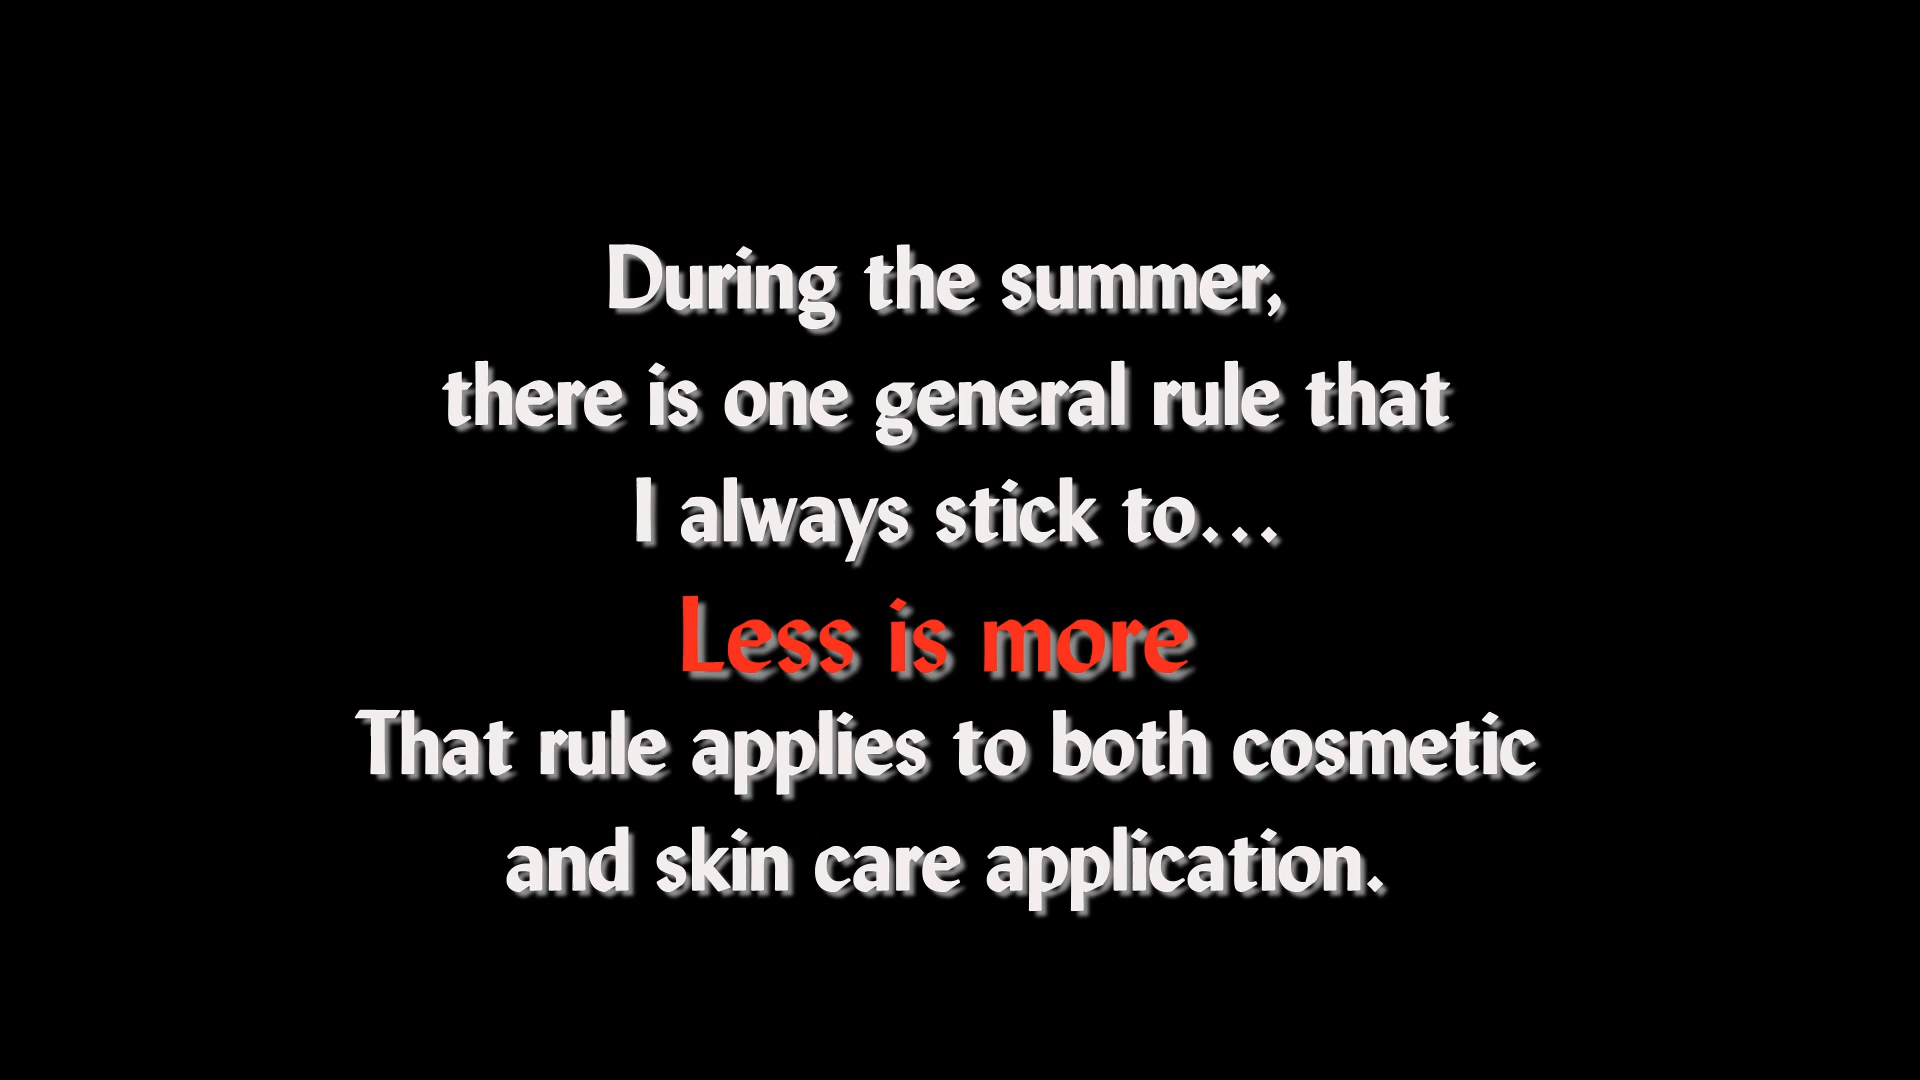 During the summer,
there is one general rule that
I always stick to...
Less is more
That rule applies to both cosmetic
and skin care application.